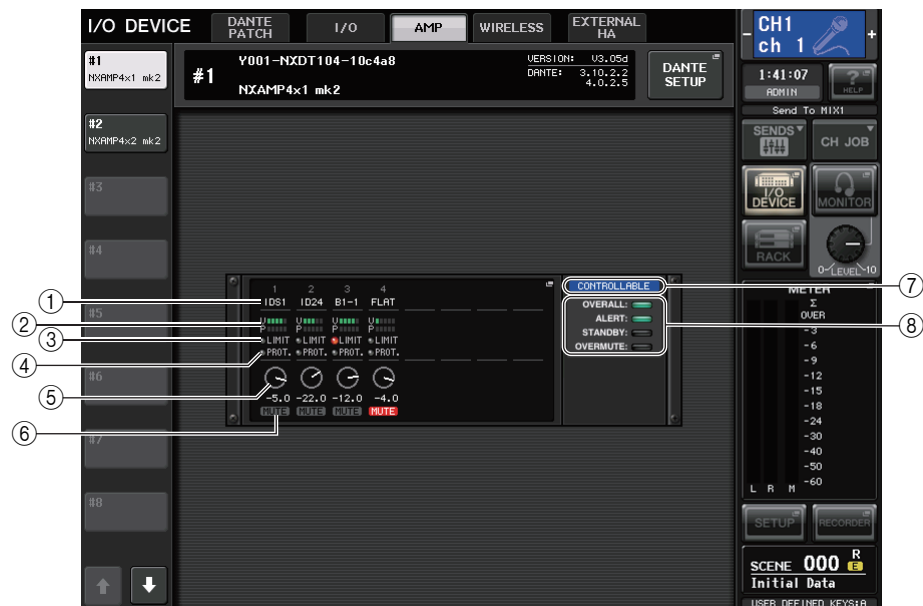 I/O DEVICE
DANTE PATCH
I/O
AMP
WIRELESS
EXTERNAL HA
CH1
ch 1
- +
#1
NXAMP4x1 mk2
#1
Y001-NXDT104-10c4a8
NXAMP4x1 mk2
VERSION: V3.05d
DANTE: 3.10.2.2
4.0.2.5
DANTE SETUP
1:41:07
ADMIN
?
HELP
Send To MIX1
#2
NXAMP4x2 mk2
SENDS
CH JOB
#3
I/O DEVICE
MONITOR
#4
RACK
0 LEVEL 10
① ② ③ ④ ⑤ ⑥
1 2 3 4
IDS1 ID24 B1-1 FLAT
U U U U
P P P P
LIMIT LIMIT LIMIT LIMIT
PROT. PROT. PROT. PROT.
-5.0 -22.0 -12.0 -4.0
MUTE MUTE MUTE MUTE
CONTROLLABLE
OVERALL:
ALERT:
STANDBY:
OVERMUTE:
⑦
⑧
#5
#6
#7
#8
METER
Σ
OVER
-3
-6
-9
-12
-15
-18
-24
-30
-40
-50
-60
L R M
SETUP
RECORDER
SCENE 000 R E
Initial Data
USER DEFINED KEYS:A